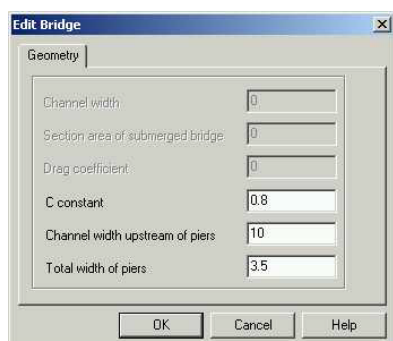 Edit Bridge
Geometry
Channel width 0
Section area of submerged bridge 0
Drag coefficient 0
C constant 0.8
Channel width upstream of piers 10
Total width of piers 3.5
OK Cancel Help